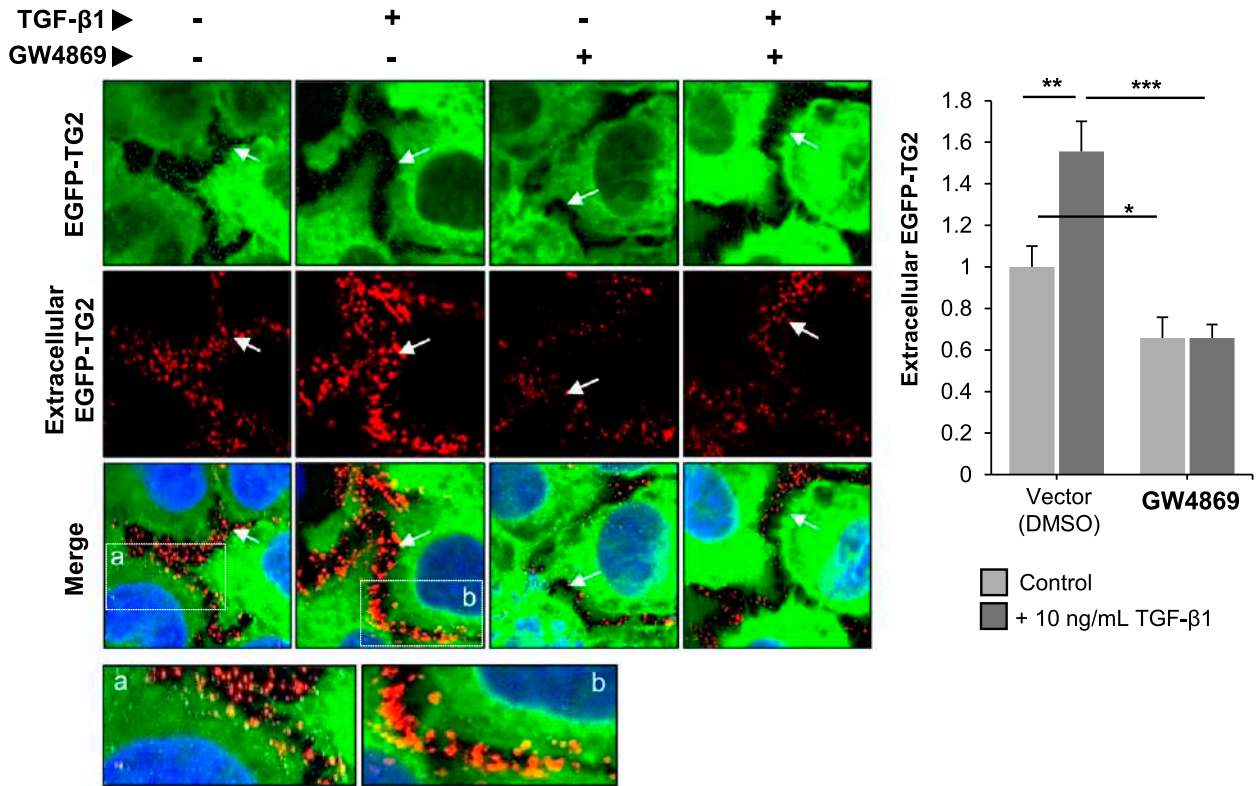 TGF-β1 ► - + - +
GW4869 ► - - + +
EGFP-TG2
Extracellular
EGFP-TG2
Merge
a
b
a
b
** ***
*
Extracellular EGFP-TG2
1.8
1.6
1.4
1.2
1
0.8
0.6
0.4
0.2
0
Vector
(DMSO)
GW4869
Control
+ 10 ng/mL TGF-β1